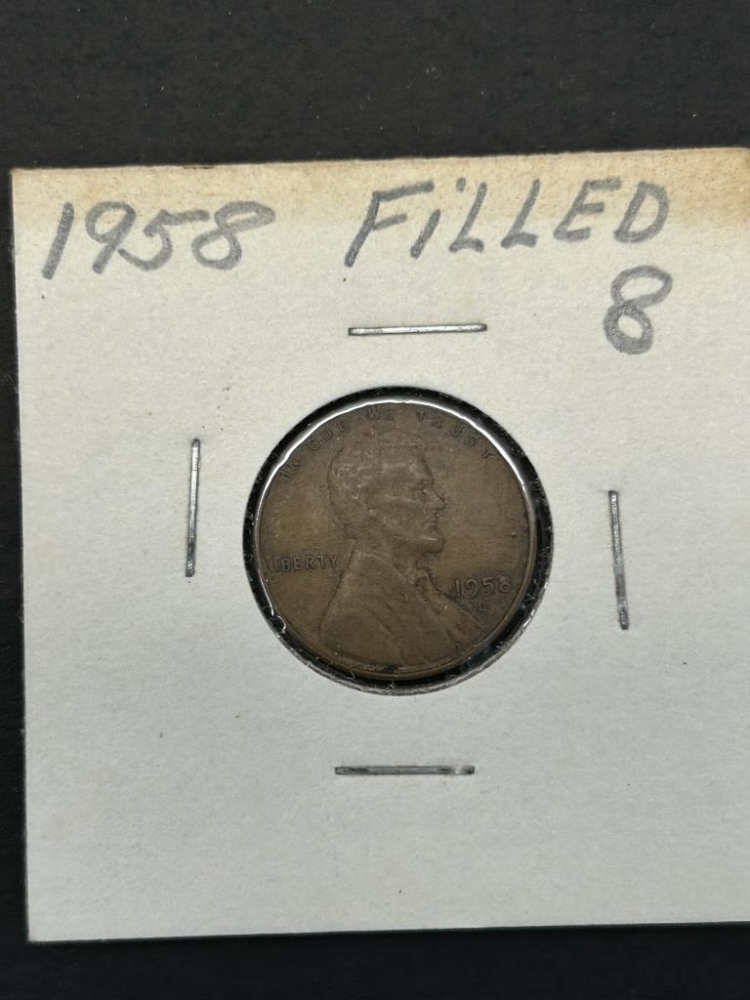 1958 FiLLED
8
IN GOD WE TRUST
LIBERTY
1958
D